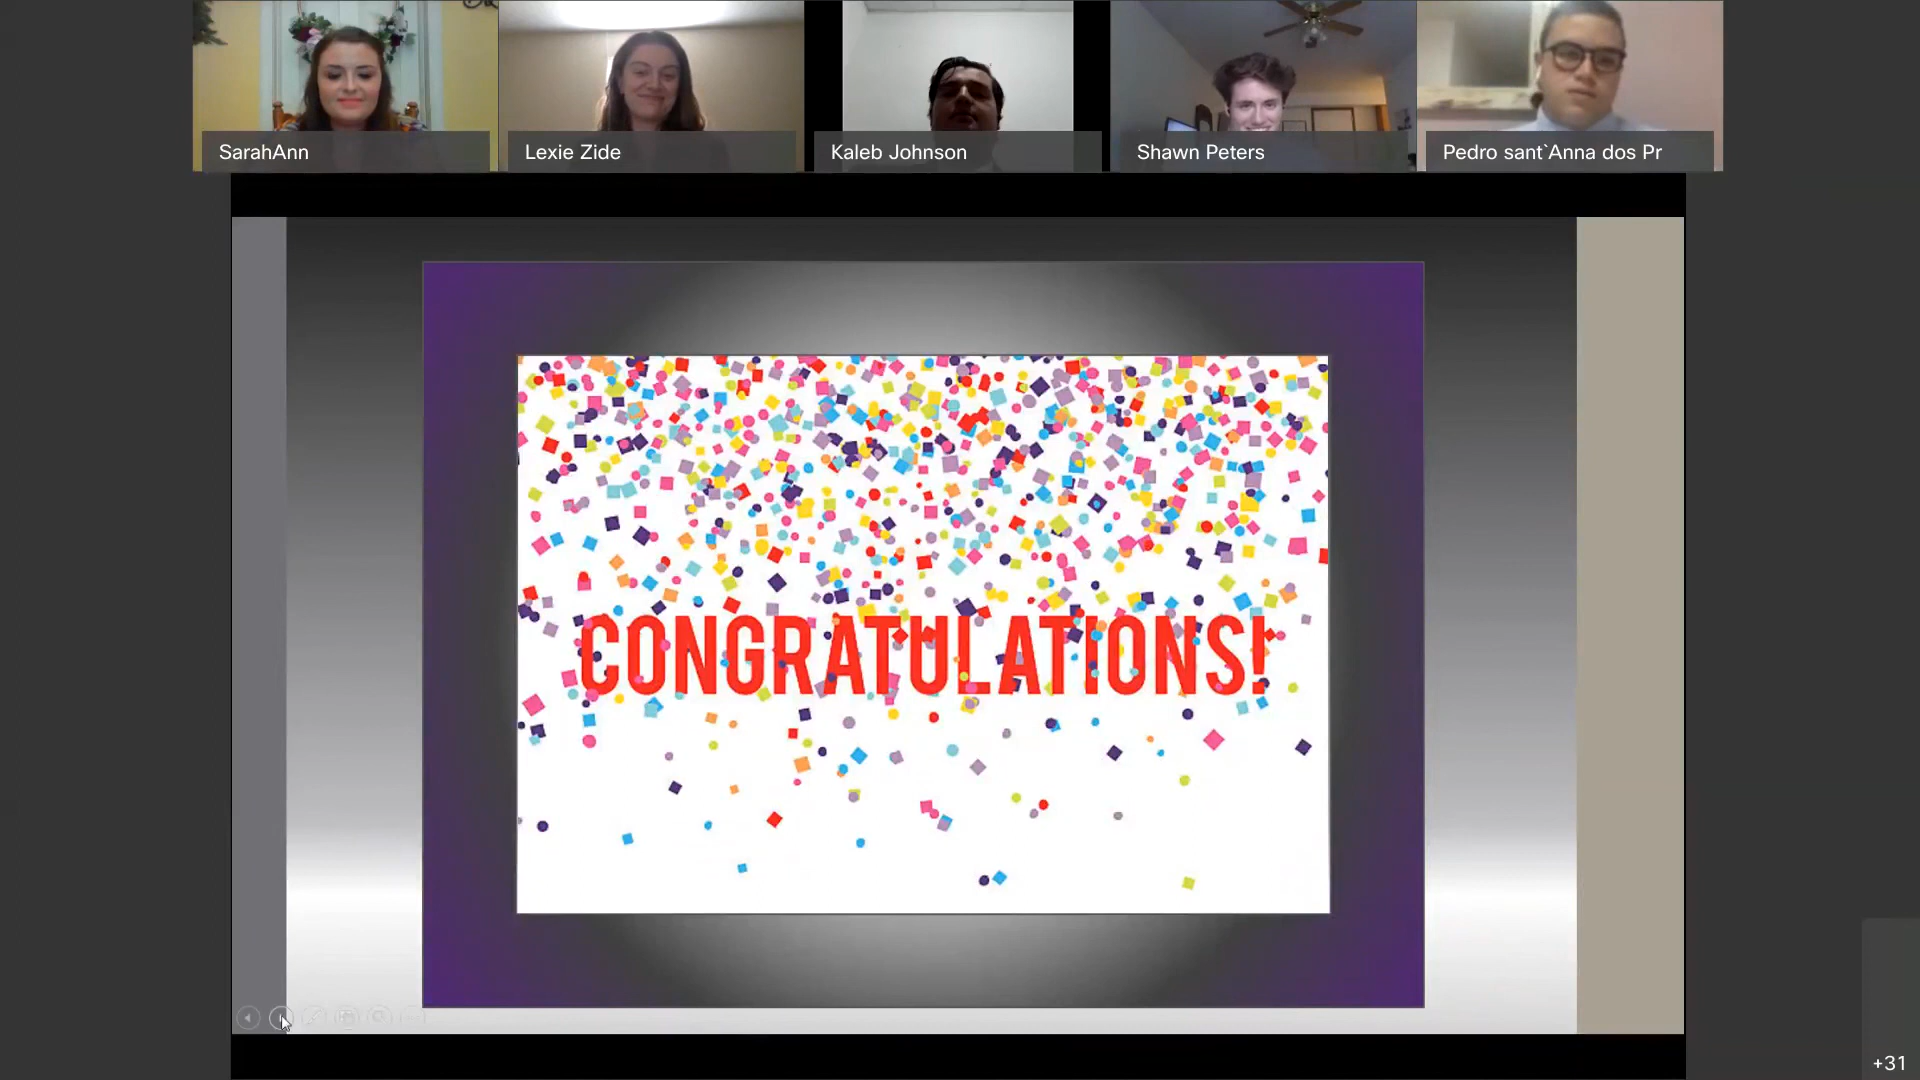 SarahAnn
Lexie Zide
Kaleb Johnson
Shawn Peters
Pedro sant`Anna dos Pr
CONGRATULATIONS!
+31